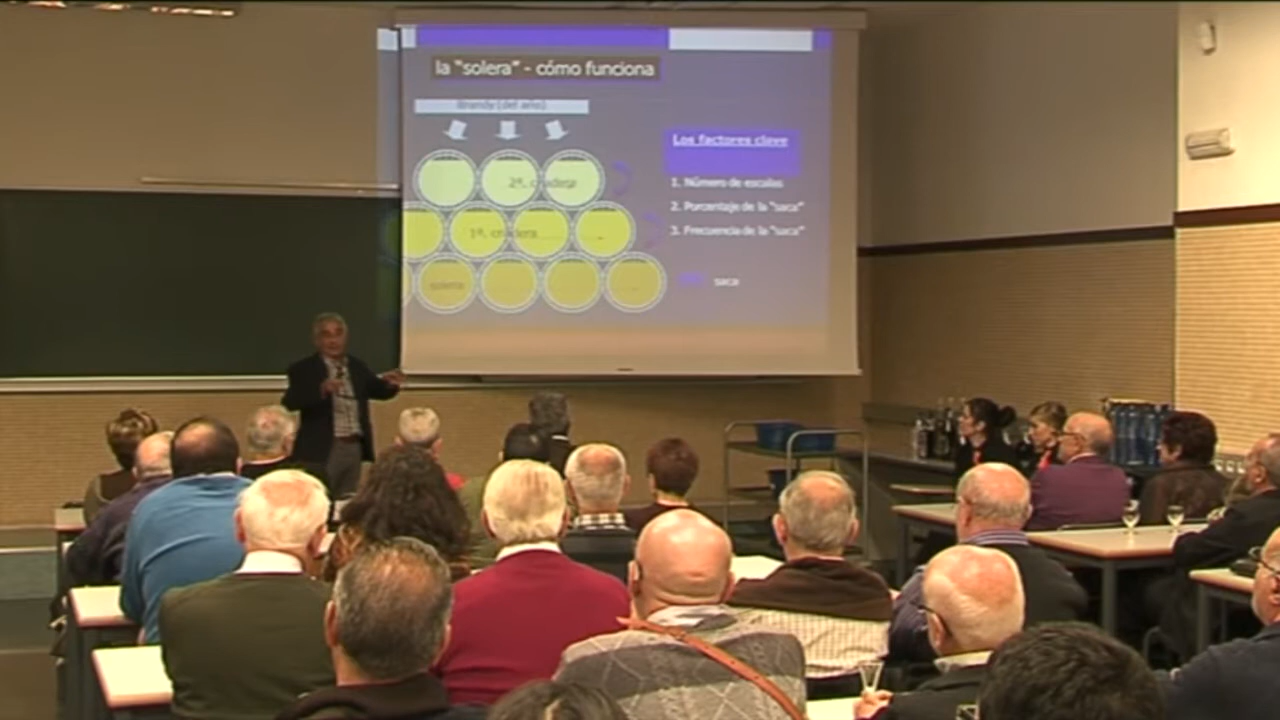 la "solera" - cómo funciona
Brandy (del año)
Los factores clave
2ª. criadera
1. Número de escalas
2. Porcentaje de la "saca"
1ª. criadera
3. Frecuencia de la "saca"
solera
saca